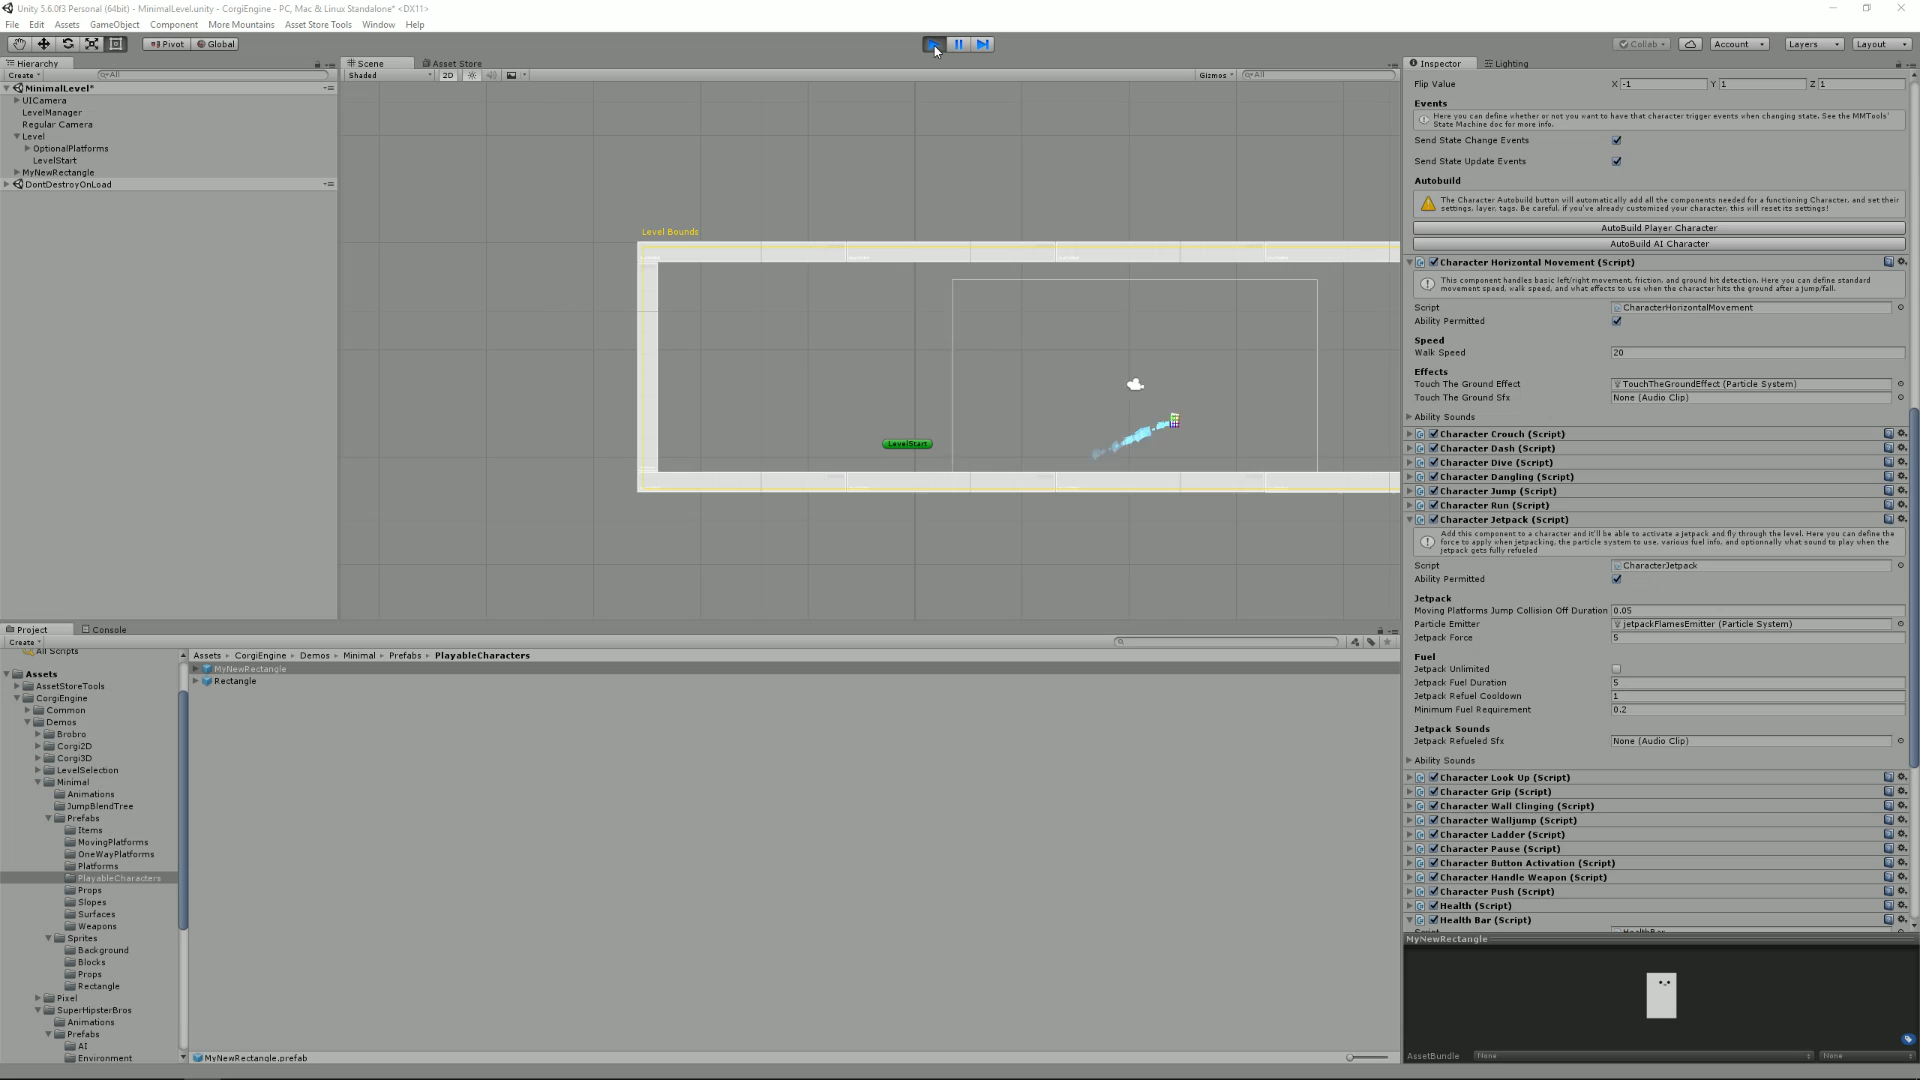 Unity 5.6.0f3 Personal (64bit) - MinimalLevel.unity - CorgiEngine - PC, Mac & Linux Standalone* <DX11>
File Edit Assets GameObject Component More Mountains Asset Store Tools Window Help
Pivot Global Collab Account Layers Layout
Hierarchy
Create All
MinimalLevel*
UICamera
LevelManager
Regular Camera
Level
OptionalPlatforms
LevelStart
MyNewRectangle
DontDestroyOnLoad
Scene Asset Store
Shaded 2D Gizmos All
Level Bounds
LevelStart
Project Console
Create
All Scripts
Assets
AssetStoreTools
CorgiEngine
Common
Demos
Brobro
Corgi2D
Corgi3D
LevelSelection
Minimal
Animations
JumpBlendTree
Prefabs
Items
MovingPlatforms
OneWayPlatforms
Platforms
PlayableCharacters
Props
Slopes
Surfaces
Weapons
Sprites
Background
Blocks
Props
Rectangle
Pixel
SuperHipsterBros
Animations
Prefabs
AI
Environment
Assets CorgiEngine Demos Minimal Prefabs PlayableCharacters
MyNewRectangle
Rectangle
MyNewRectangle.prefab
Inspector Lighting
Flip Value X -1 Y 1 Z 1
Events
Here you can define whether or not you want to have that character trigger events when changing state. See the MMTools'
State Machine doc for more info.
Send State Change Events
Send State Update Events
Autobuild
The Character Autobuild button will automatically add all the components needed for a functioning Character, and set their
settings, layer, tags. Be careful, if you've already customized your character, this will reset its settings!
AutoBuild Player Character
AutoBuild AI Character
Character Horizontal Movement (Script)
This component handles basic left/right movement, friction, and ground hit detection. Here you can define standard
movement speed, walk speed, and what effects to use when the character hits the ground after a jump/fall.
Script CharacterHorizontalMovement
Ability Permitted
Speed
Walk Speed 20
Effects
Touch The Ground Effect TouchTheGroundEffect (Particle System)
Touch The Ground Sfx None (Audio Clip)
Ability Sounds
Character Crouch (Script)
Character Dash (Script)
Character Dive (Script)
Character Dangling (Script)
Character Jump (Script)
Character Run (Script)
Character Jetpack (Script)
Add this component to a character and it'll be able to activate a jetpack and fly through the level. Here you can define the
force to apply when jetpacking, the particle system to use, various fuel info, and optionnally what sound to play when the
jetpack gets fully refueled
Script CharacterJetpack
Ability Permitted
Jetpack
Moving Platforms Jump Collision Off Duration 0.05
Particle Emitter jetpackFlamesEmitter (Particle System)
Jetpack Force 5
Fuel
Jetpack Unlimited
Jetpack Fuel Duration 5
Jetpack Refuel Cooldown 1
Minimum Fuel Requirement 0.2
Jetpack Sounds
Jetpack Refueled Sfx None (Audio Clip)
Ability Sounds
Character Look Up (Script)
Character Grip (Script)
Character Wall Clinging (Script)
Character Walljump (Script)
Character Ladder (Script)
Character Pause (Script)
Character Button Activation (Script)
Character Handle Weapon (Script)
Character Push (Script)
Health (Script)
Health Bar (Script)
MyNewRectangle
AssetBundle None None